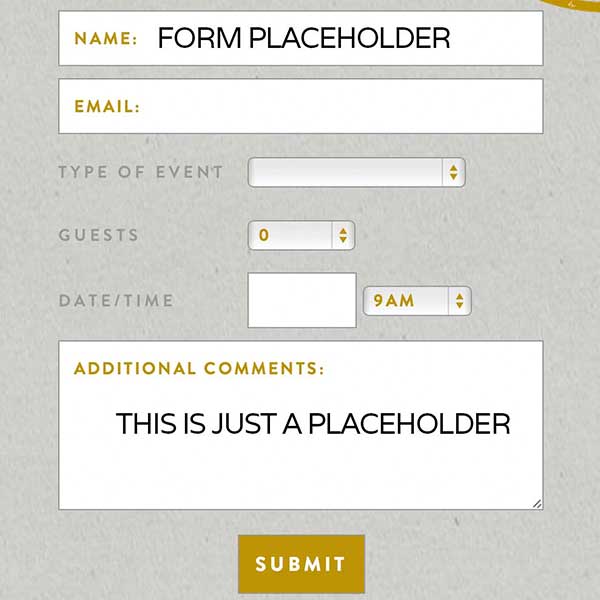 NAME: FORM PLACEHOLDER
EMAIL:
TYPE OF EVENT
GUESTS 0
DATE/TIME 9AM
ADDITIONAL COMMENTS:
THIS IS JUST A PLACEHOLDER
SUBMIT